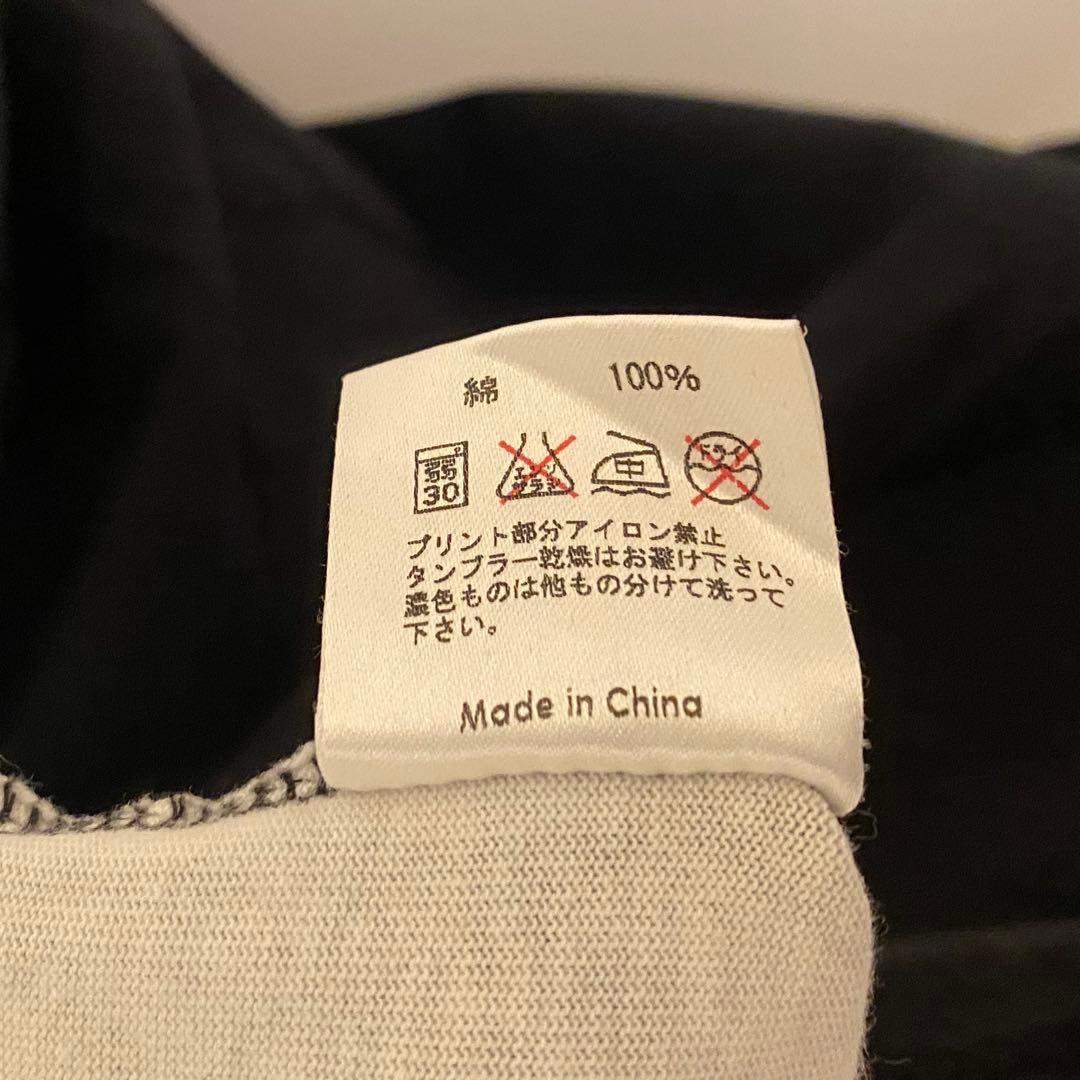 綿 100%
弱 30 エンソ サラシ 中 ドライ
プリント部分アイロン禁止
タンブラー乾燥はお避け下さい。
濃色ものは他もの分けて洗って
下さい。
Made in China